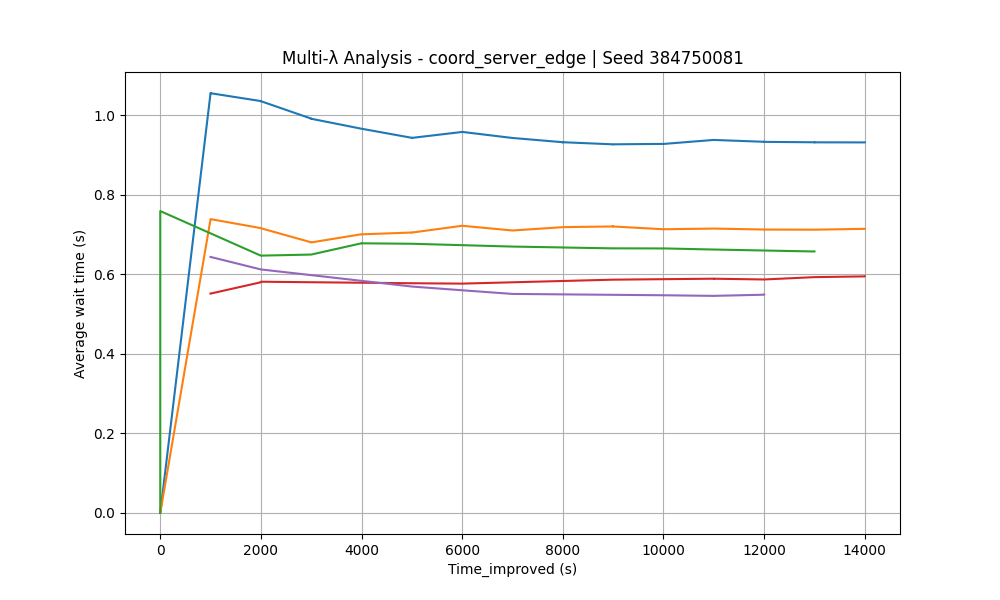 Multi-λ Analysis - coord_server_edge | Seed 384750081
Average wait time (s)
1.0
0.8
0.6
0.4
0.2
0.0
0 2000 4000 6000 8000 10000 12000 14000
Time_improved (s)